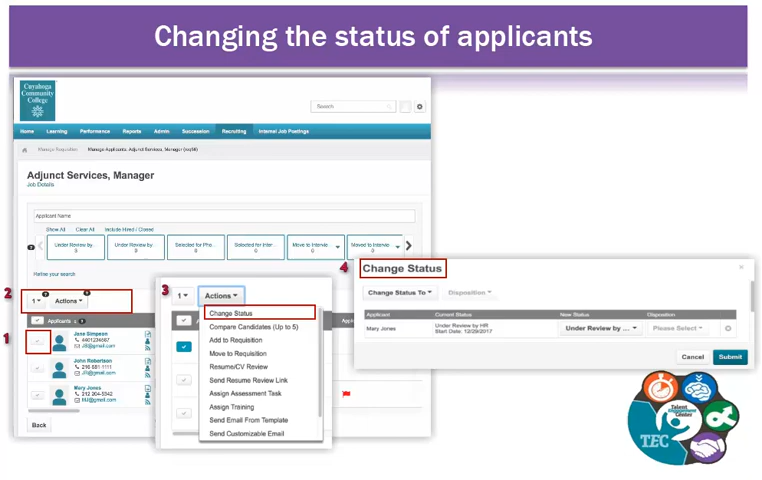 Changing the status of applicants
Cuyahoga
Community
College
Search
Home Learning Performance Reports Admin Succession Recruiting Internal Job Postings
Manage Requisition Manage Applicants: Adjunct Services, Manager
Adjunct Services, Manager
Job Details
Applicant Name
Show All Clear All Include Hired / Closed
Under Review by... Under Review by... Selected for Pho... Selected for Inter... Move to Intervie... Moved to Intervie...
Refine your search
2
1 Actions
Applicants
1
Jane Simpson
4401234567
JS@gmail.com
John Robertson
216 681-1111
JR@gmail.com
Mary Jones
212 204-5542
Back
3
1 Actions
Change Status
Compare Candidates (Up to 5)
Add to Requisition
Move to Requisition
Resume/CV Review
Send Resume Review Link
Assign Assessment Task
Assign Training
Send Email From Template
Send Customizable Email
4
Change Status
×
Change Status To Disposition
Applicant Current Status New Status Disposition
Mary Jones Under Review by HR Under Review by ... Please Select
Start Date: 12/29/2017
Cancel Submit
Talent
Engagement
Center
TEC